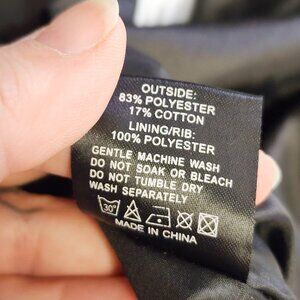 OUTSIDE:
83% POLYESTER
17% COTTON
LINING/RIB:
100% POLYESTER
GENTLE MACHINE WASH
DO NOT SOAK OR BLEACH
DO NOT TUMBLE DRY
WASH SEPARATELY
30°
MADE IN CHINA